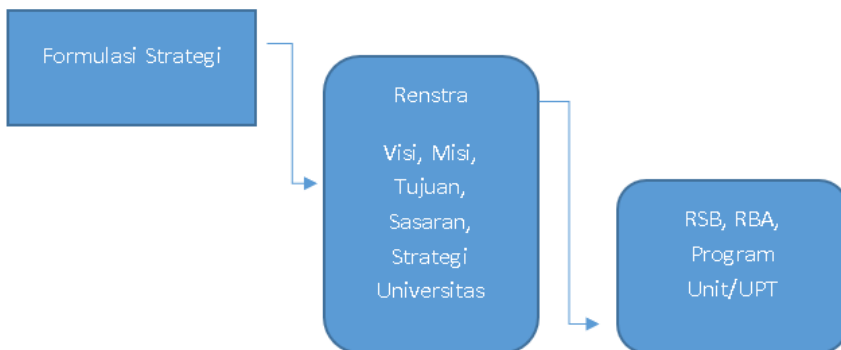 Formulasi Strategi
Renstra
Visi, Misi,
Tujuan,
Sasaran,
Strategi
Universitas
RSB, RBA,
Program
Unit/UPT